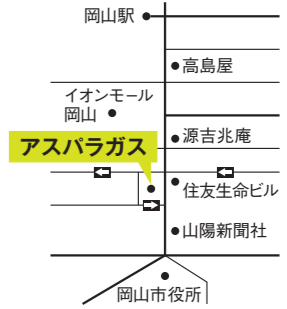 岡山駅
高島屋
イオンモール
岡山
源吉兆庵
アスパラガス
住友生命ビル
山陽新聞社
岡山市役所